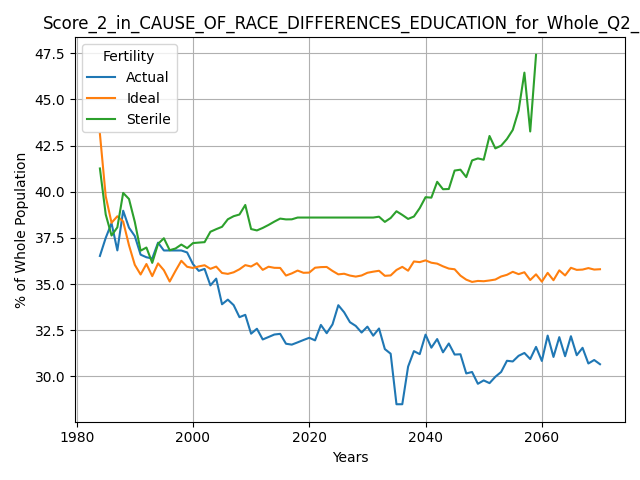 Score_2_in_CAUSE_OF_RACE_DIFFERENCES_EDUCATION_for_Whole_Q2_
Fertility
Actual
Ideal
Sterile
% of Whole Population
47.5
45.0
42.5
40.0
37.5
35.0
32.5
30.0
1980
2000
2020
2040
2060
Years